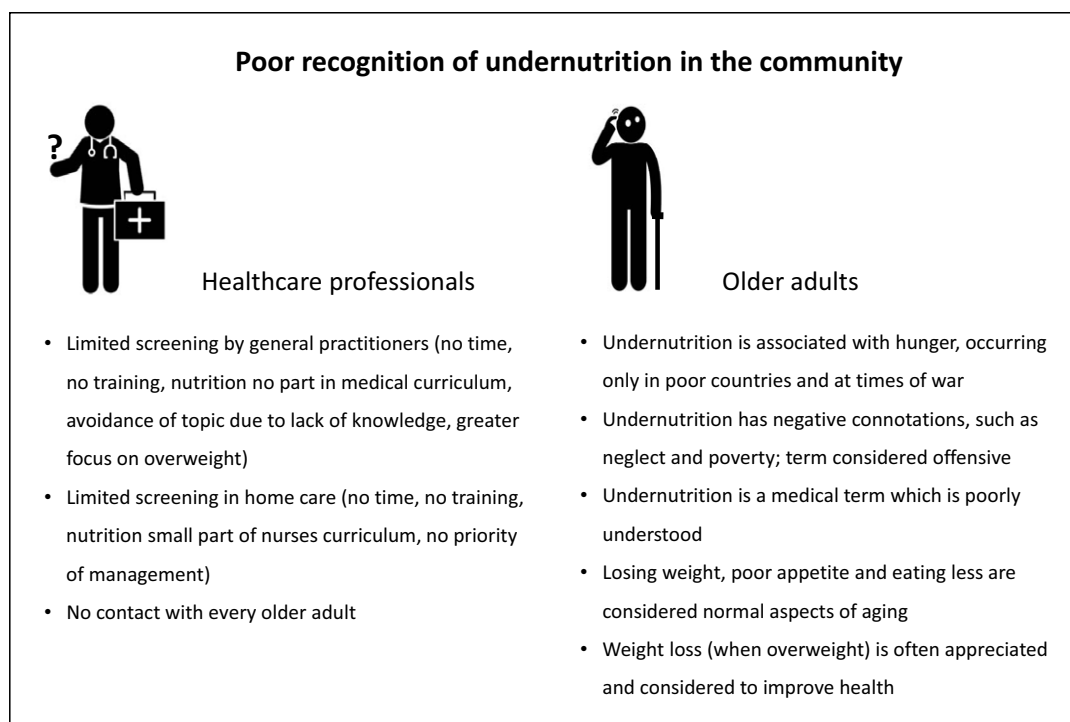 Poor recognition of undernutrition in the community
?
Healthcare professionals
• Limited screening by general practitioners (no time,
no training, nutrition no part in medical curriculum,
avoidance of topic due to lack of knowledge, greater
focus on overweight)
• Limited screening in home care (no time, no training,
nutrition small part of nurses curriculum, no priority
of management)
• No contact with every older adult
Older adults
• Undernutrition is associated with hunger, occurring
only in poor countries and at times of war
• Undernutrition has negative connotations, such as
neglect and poverty; term considered offensive
• Undernutrition is a medical term which is poorly
understood
• Losing weight, poor appetite and eating less are
considered normal aspects of aging
• Weight loss (when overweight) is often appreciated
and considered to improve health